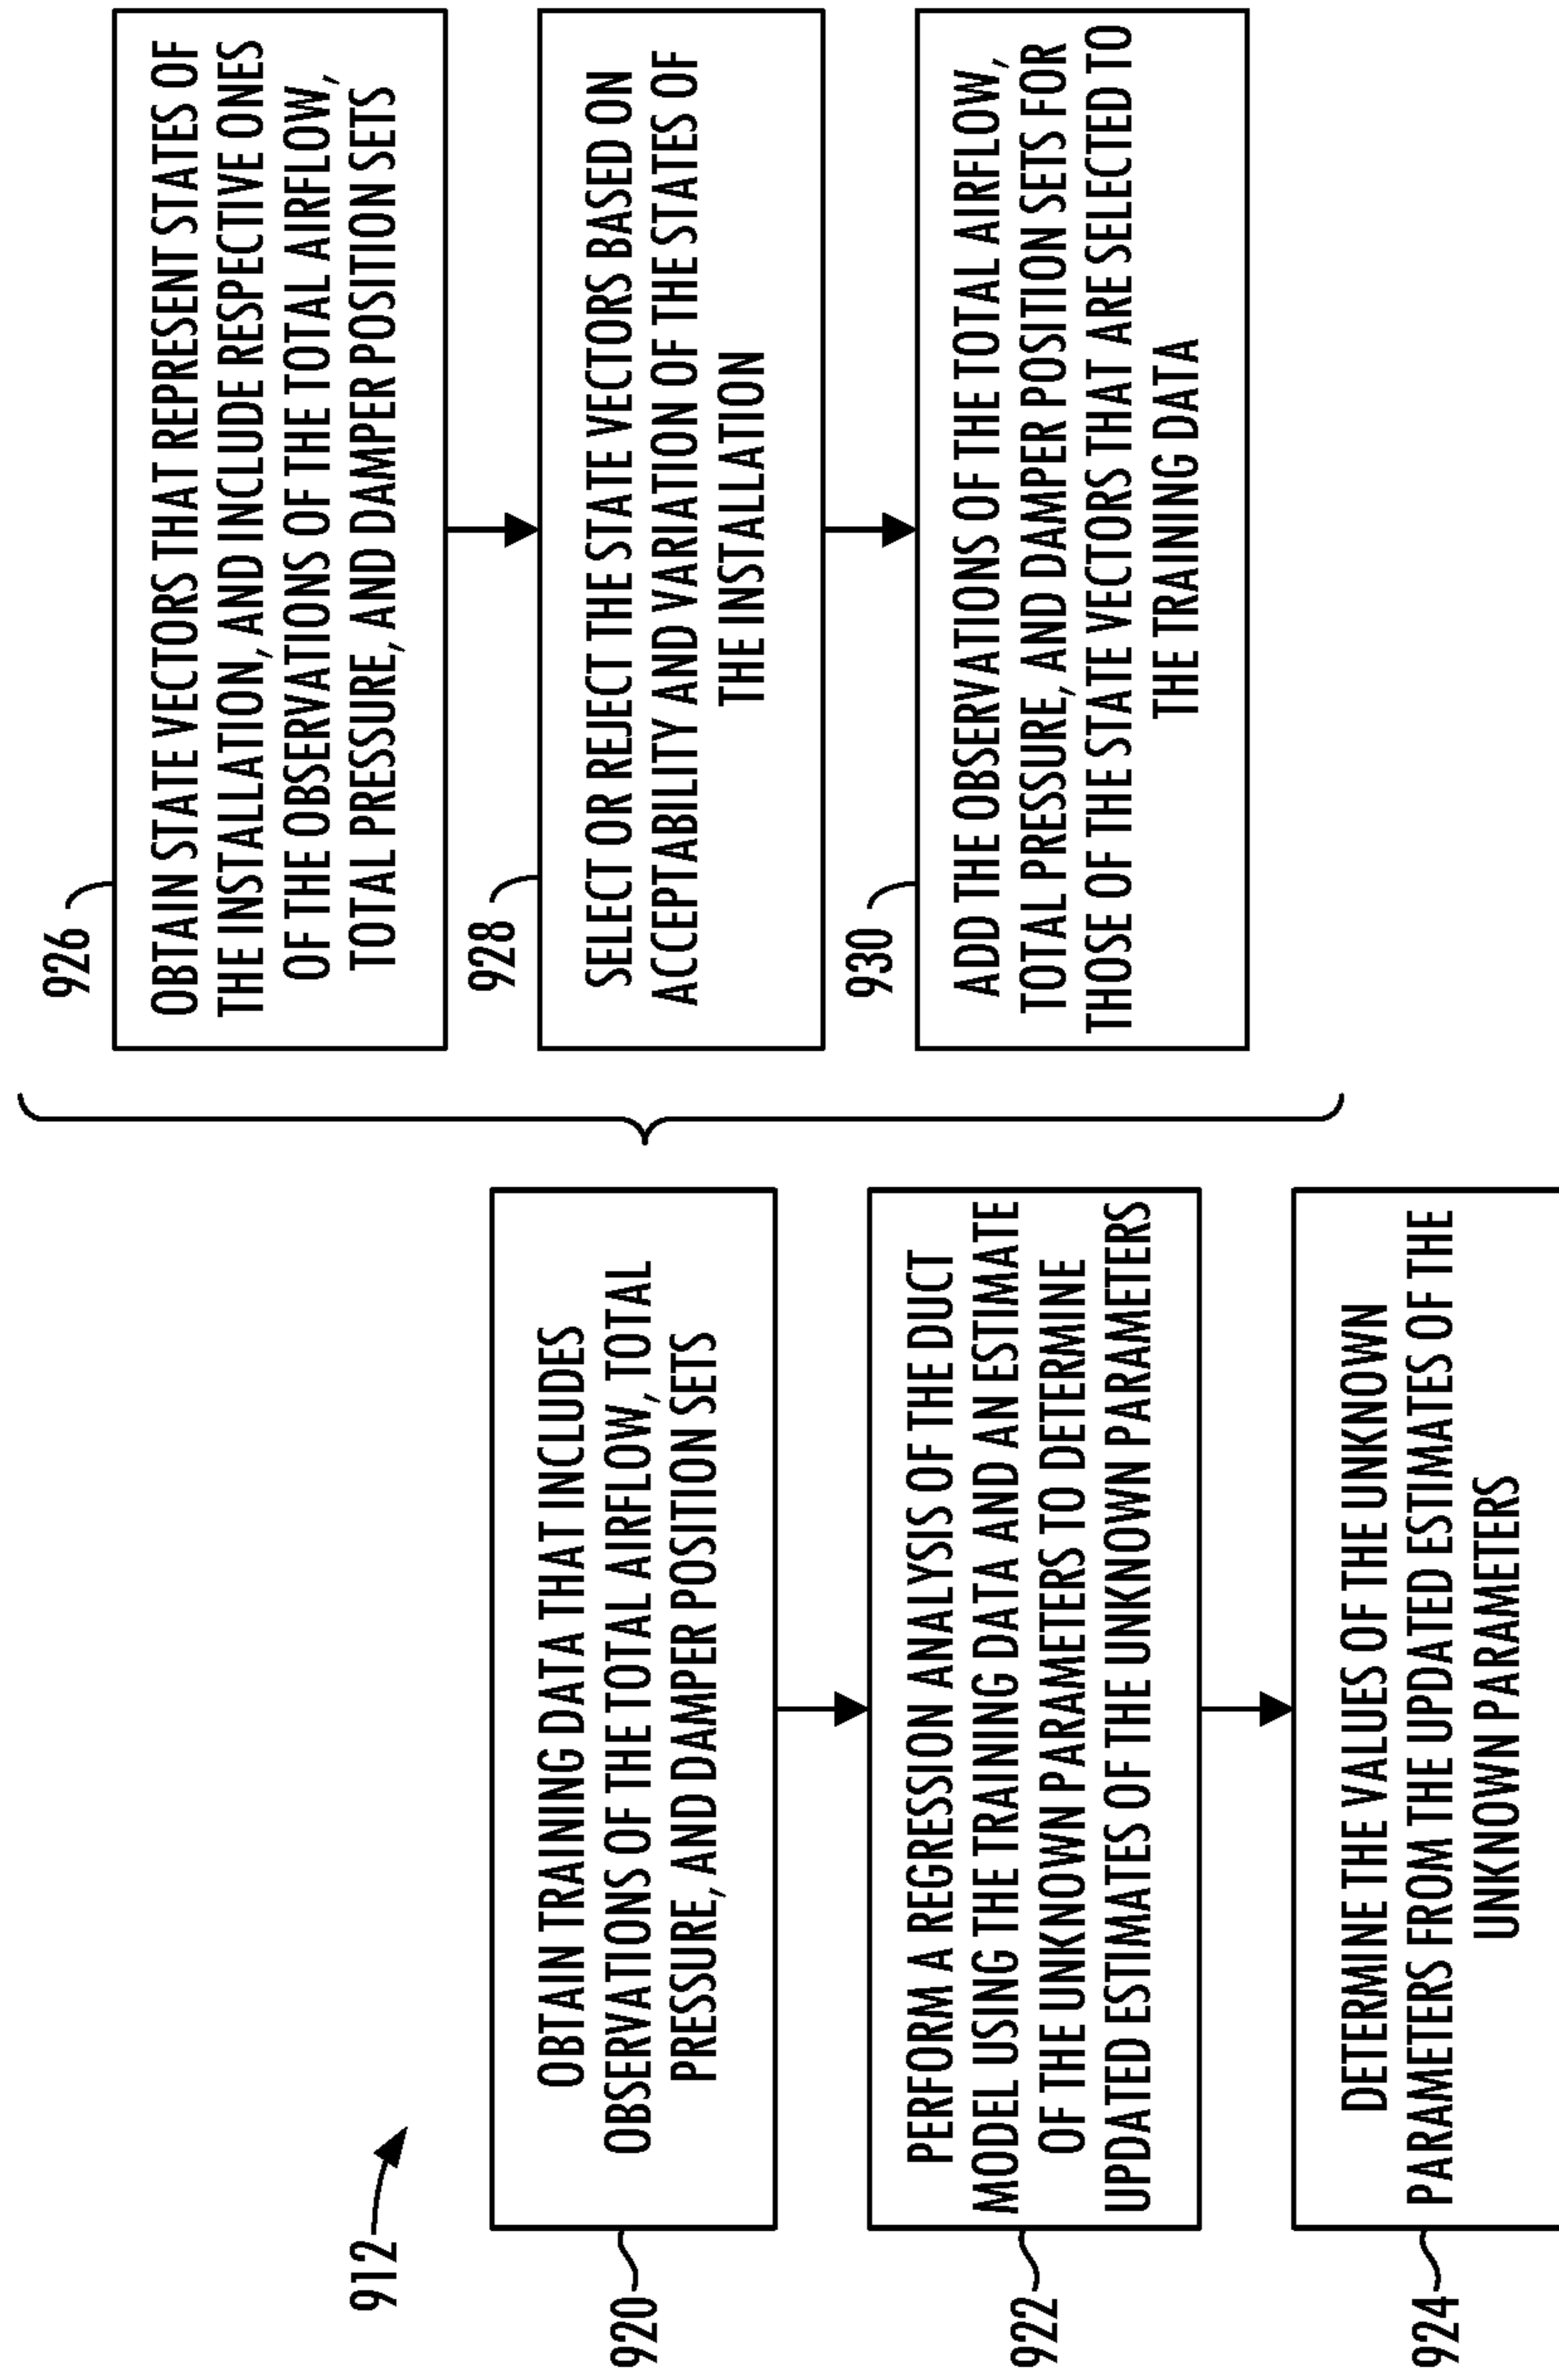 912
920
OBTAIN TRAINING DATA THAT INCLUDES
OBSERVATIONS OF THE TOTAL AIRFLOW, TOTAL
PRESSURE, AND DAMPER POSITION SETS
922
PERFORM A REGRESSION ANALYSIS OF THE DUCT
MODEL USING THE TRAINING DATA AND AN ESTIMATE
OF THE UNKNOWN PARAMETERS TO DETERMINE
UPDATED ESTIMATES OF THE UNKNOWN PARAMETERS
924
DETERMINE THE VALUES OF THE UNKNOWN
PARAMETERS FROM THE UPDATED ESTIMATES OF THE
UNKNOWN PARAMETERS
926
OBTAIN STATE VECTORS THAT REPRESENT STATES OF
THE INSTALLATION, AND INCLUDE RESPECTIVE ONES
OF THE OBSERVATIONS OF THE TOTAL AIRFLOW,
TOTAL PRESSURE, AND DAMPER POSITION SETS
928
SELECT OR REJECT THE STATE VECTORS BASED ON
ACCEPTABILITY AND VARIATION OF THE STATES OF
THE INSTALLATION
930
ADD THE OBSERVATIONS OF THE TOTAL AIRFLOW,
TOTAL PRESSURE, AND DAMPER POSITION SETS FOR
THOSE OF THE STATE VECTORS THAT ARE SELECTED TO
THE TRAINING DATA